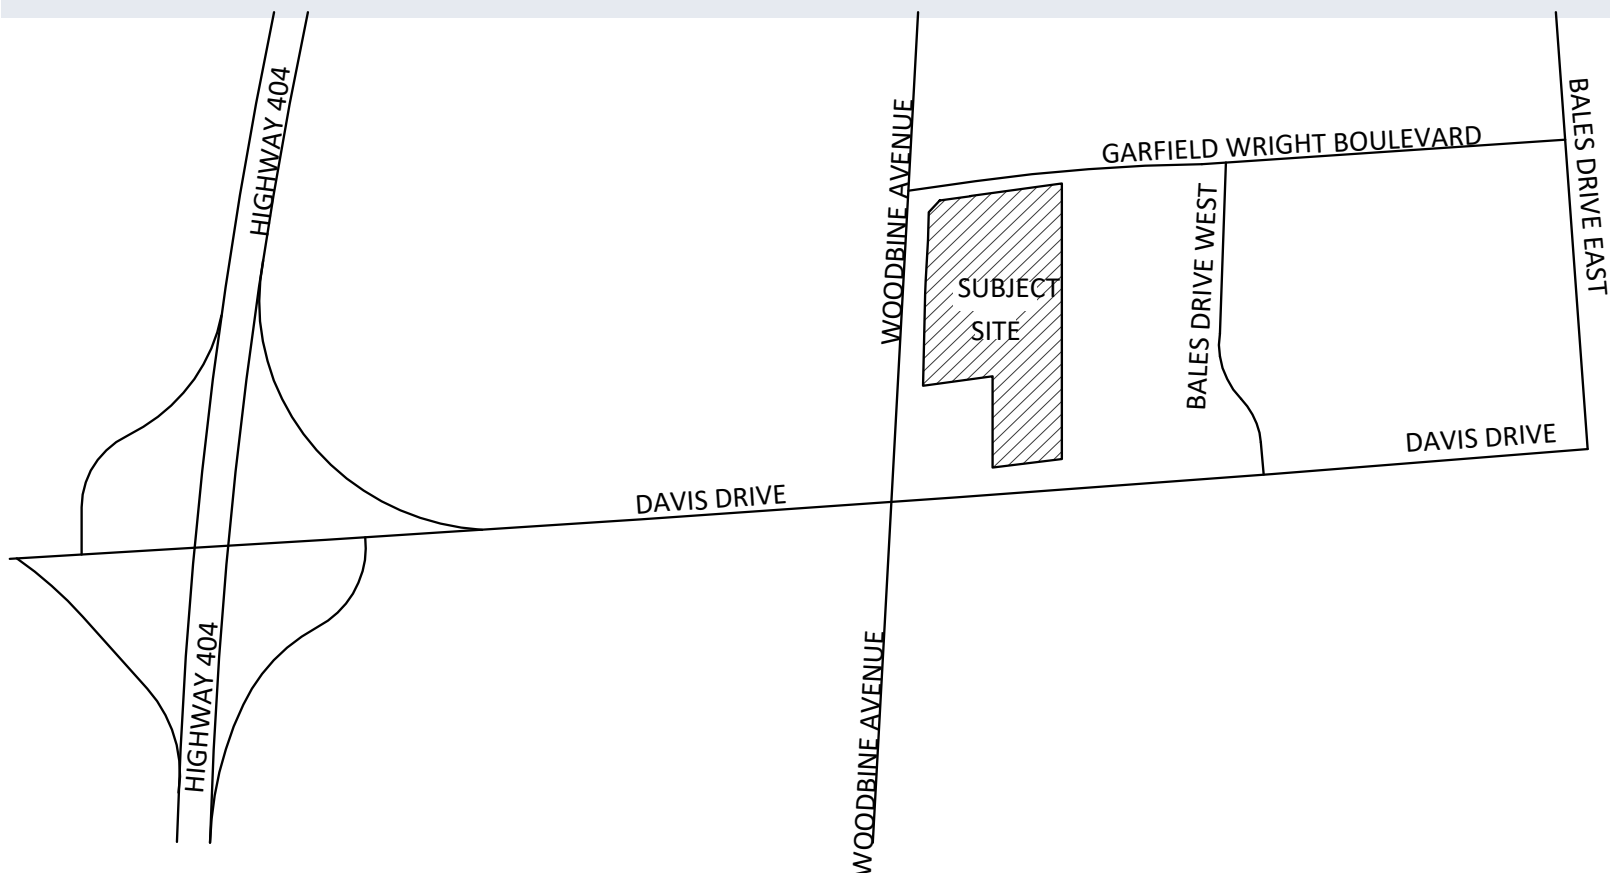 HIGHWAY 404
WOODBINE AVENUE
GARFIELD WRIGHT BOULEVARD
BALES DRIVE EAST
BALES DRIVE WEST
SUBJECT
SITE
DAVIS DRIVE
DAVIS DRIVE
HIGHWAY 404
WOODBINE AVENUE